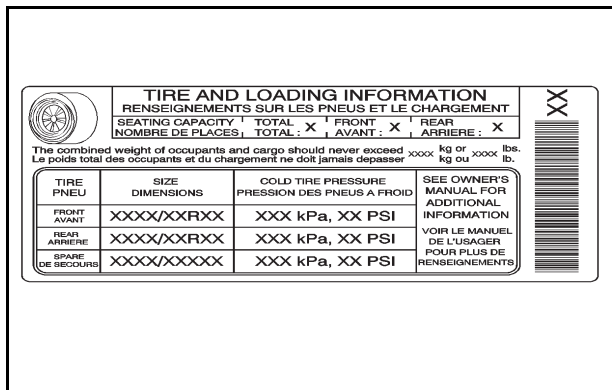 TIRE AND LOADING INFORMATION
RENSEIGNEMENTS SUR LES PNEUS ET LE CHARGEMENT
SEATING CAPACITY TOTAL X FRONT X REAR X
NOMBRE DE PLACES TOTAL : AVANT : ARRIERE :
XX
The combined weight of occupants and cargo should never exceed xxxx kg or xxxx lbs.
Le poids total des occupants et du chargement ne doit jamais depasser kg ou lb.
TIRE
PNEU
SIZE
DIMENSIONS
COLD TIRE PRESSURE
PRESSION DES PNEUS A FROID
FRONT
AVANT
XXXX/XXRXX
XXX kPa, XX PSI
REAR
ARRIERE
XXXX/XXRXX
XXX kPa, XX PSI
SPARE
DE SECOURS
XXXX/XXXXX
XXX kPa, XX PSI
SEE OWNER'S
MANUAL FOR
ADDITIONAL
INFORMATION
VOIR LE MANUEL
DE L'USAGER
POUR PLUS DE
RENSEIGNEMENTS